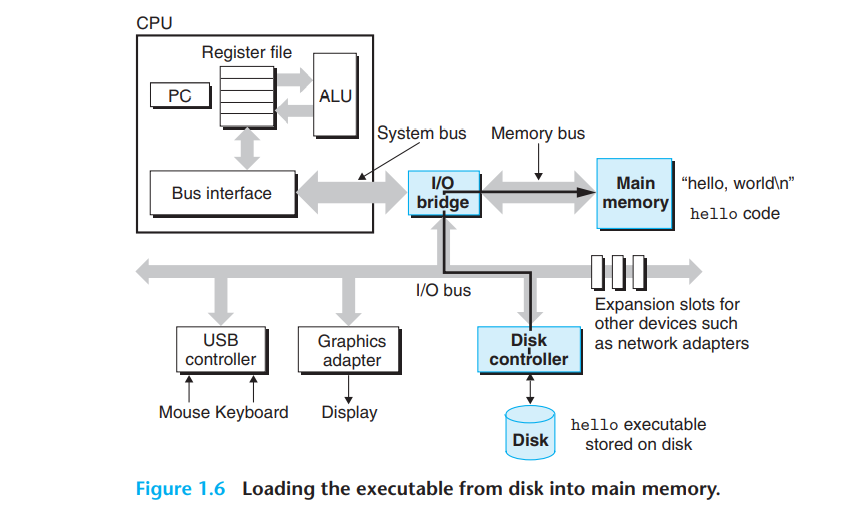 CPU
Register file
PC
ALU
System bus
Memory bus
Bus interface
I/O
bridge
Main
memory
“hello, world\n”
hello code
I/O bus
Expansion slots for
other devices such
as network adapters
USB
controller
Graphics
adapter
Disk
controller
Mouse Keyboard
Display
Disk
hello executable
stored on disk
Figure 1.6 Loading the executable from disk into main memory.